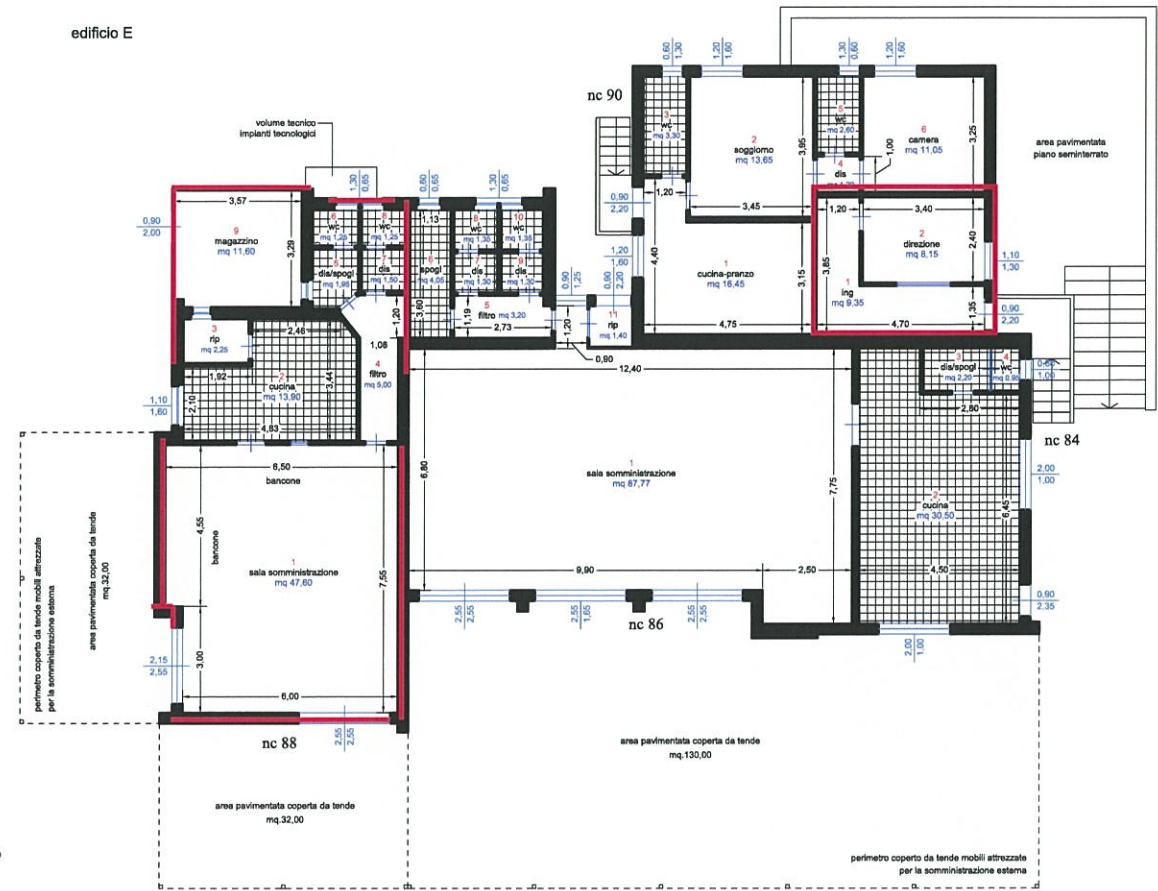 edificio E
volume tecnico
impianti tecnologici
nc 90
0,60
1,30
1,20
1,60
1,30
0,60
1,20
1,60
3
wc
mq 3,30
2
soggiorno
mq 13,65
3,95
3,45
5
wc
mq 2,60
6
camera
mq 11,05
3,25
1,00
4
dis
area pavimentata
piano seminterrato
0,90
2,20
1,20
1,60
1,20
4,40
1
cucina-pranzo
mq 16,45
3,15
4,75
1,20
3,40
2
direzione
mq 8,15
2,40
3,85
1
ing
mq 9,35
4,70
1,35
1,10
1,30
0,90
2,20
0,90
2,00
3,57
9
magazzino
mq 11,60
3,29
1,30
0,65
6
wc
mq 1,25
8
wc
mq 1,25
5
dis/spogl
mq 1,95
7
dis
mq 1,50
0,60
0,65
1,30
0,65
1,13
6
spogl
mq 4,05
3,60
8
wc
mq 1,35
10
wc
mq 1,35
7
dis
mq 1,30
9
dis
mq 1,30
5
filtro mq 3,20
1,19
2,73
0,90
1,25
0,90
2,20
1,20
11
rip
mq 1,40
0,90
3
rip
mq 2,25
2,46
1,20
1,06
4
filtro
mq 5,00
1,92
2
cucina
mq 13,90
3,44
2,10
4,83
1,10
1,60
12,40
6,80
1
sala somministrazione
mq 87,77
7,75
9,90
2,50
3
dis/spogl
mq 2,20
4
wc
2,80
1,00
nc 84
2
cucina
mq 30,50
6,45
4,50
2,00
1,00
0,90
2,35
2,00
1,00
6,50
bancone
4,55
bancone
1
sala somministrazione
mq 47,60
7,55
3,00
6,00
2,15
2,55
2,55
2,55
nc 88
2,55
2,55
2,55
1,65
2,55
2,55
nc 86
perimetro coperto da tende mobili attrezzate
per la somministrazione esterna
area pavimentata coperta da tende
mq.32,00
area pavimentata coperta da tende
mq.130,00
area pavimentata coperta da tende
mq.32,00
perimetro coperto da tende mobili attrezzate
per la somministrazione esterna